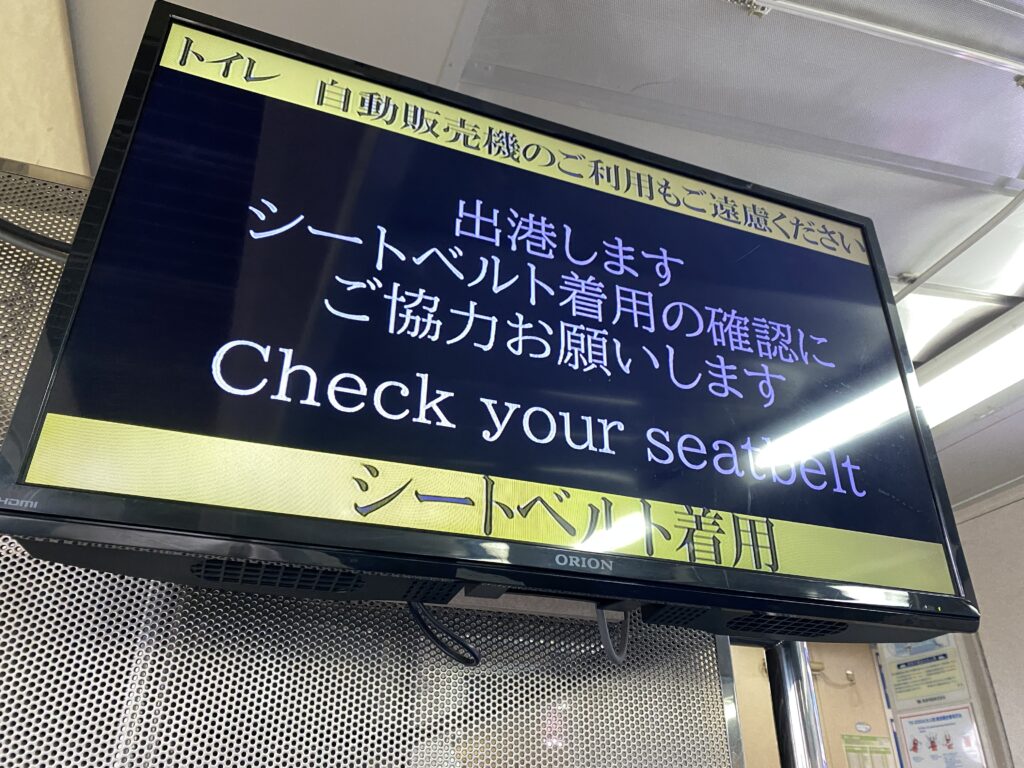 トイレ 自動販売機のご利用もご遠慮ください
出港します
シートベルト着用の確認に
ご協力お願いします
Check your seatbelt
シートベルト着用
HDMI
ORION